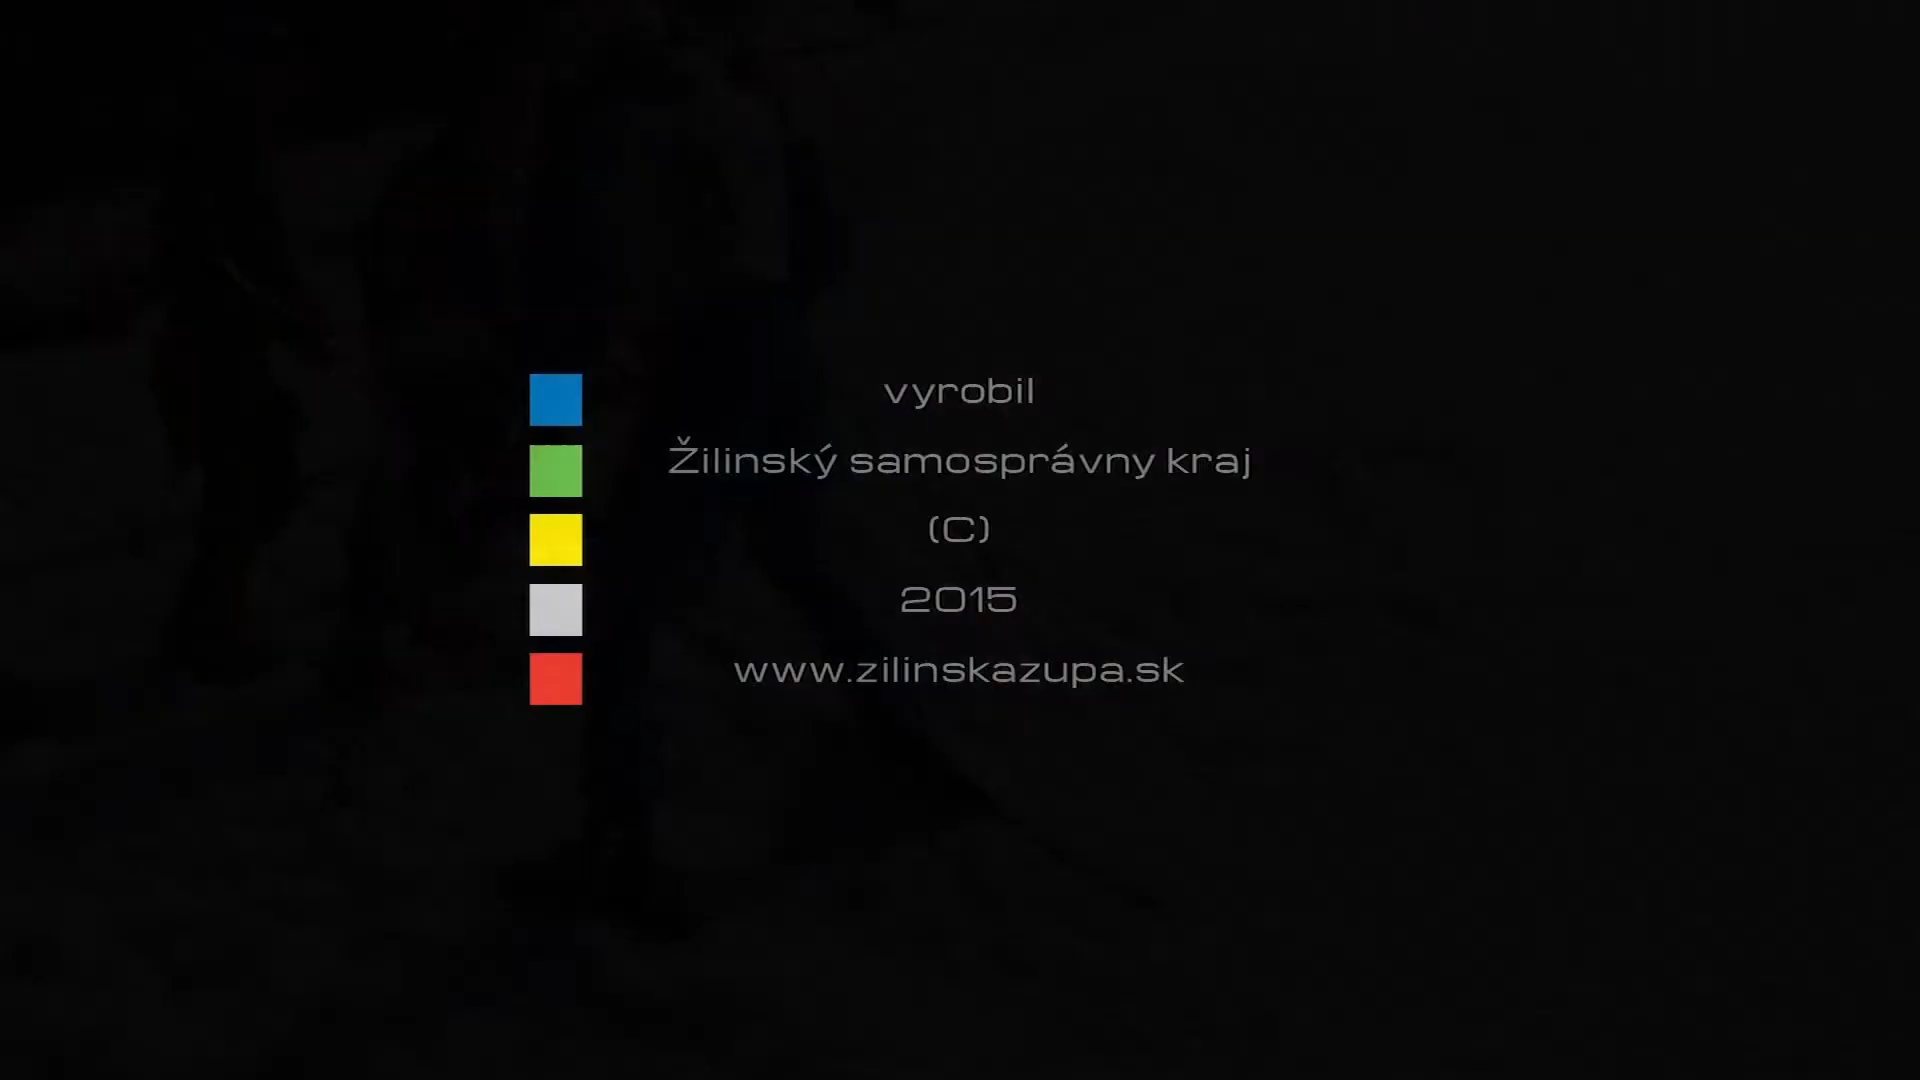 vyrobil
Žilinský samosprávny kraj
(C)
2015
www.zilinskazupa.sk